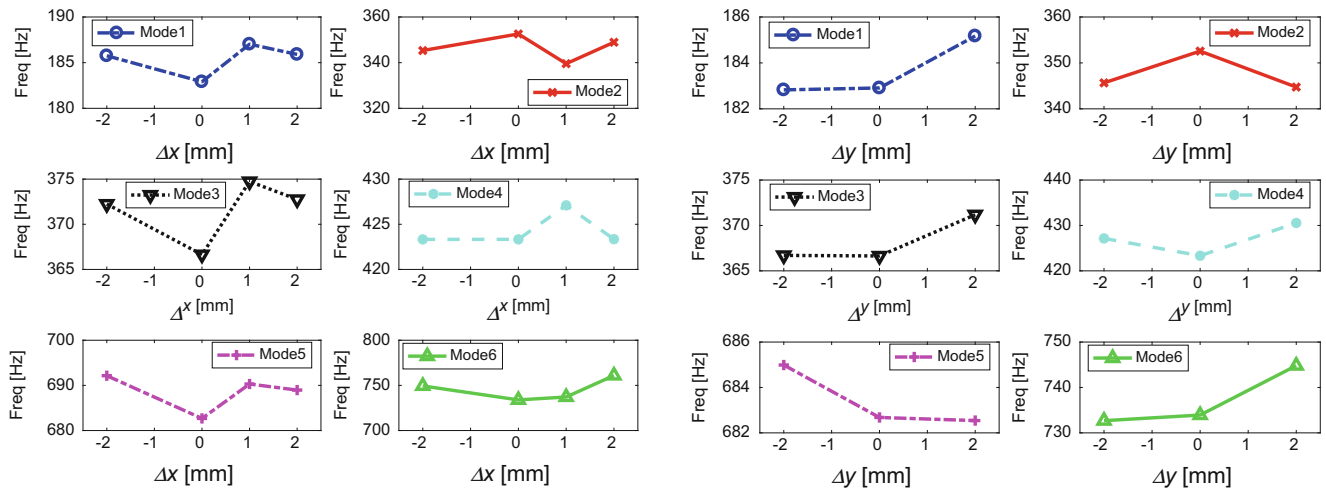 190
185
180
Freq [Hz]
Mode1
-2 -1 0 1 2
Δx [mm]
360
340
320
Freq [Hz]
Mode2
-2 -1 0 1 2
Δx [mm]
186
184
182
Freq [Hz]
Mode1
-2 -1 0 1 2
Δy [mm]
360
350
340
Freq [Hz]
Mode2
-2 -1 0 1 2
Δy [mm]
375
370
365
Freq [Hz]
Mode3
-2 -1 0 1 2
Δx [mm]
430
425
420
Freq [Hz]
Mode4
-2 -1 0 1 2
Δx [mm]
375
370
365
Freq [Hz]
Mode3
-2 -1 0 1 2
Δy [mm]
440
430
420
Freq [Hz]
Mode4
-2 -1 0 1 2
Δy [mm]
700
690
680
Freq [Hz]
Mode5
-2 -1 0 1 2
Δx [mm]
800
750
700
Freq [Hz]
Mode6
-2 -1 0 1 2
Δx [mm]
686
684
682
Freq [Hz]
Mode5
-2 -1 0 1 2
Δy [mm]
750
740
730
Freq [Hz]
Mode6
-2 -1 0 1 2
Δy [mm]